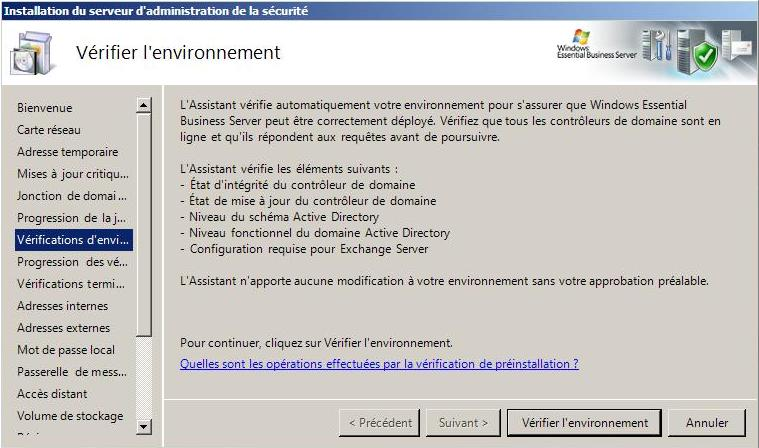 Installation du serveur d'administration de la sécurité
Vérifier l'environnement
Windows
Essential Business Server
Bienvenue
Carte réseau
Adresse temporaire
Mises à jour critiqu...
Jonction de domai...
Progression de la j...
Vérifications d'envi...
Progression des vé...
Vérifications termi...
Adresses internes
Adresses externes
Mot de passe local
Passerelle de mess...
Accès distant
Volume de stockage
L'Assistant vérifie automatiquement votre environnement pour s'assurer que Windows Essential
Business Server peut être correctement déployé. Vérifiez que tous les contrôleurs de domaine sont en
ligne et qu'ils répondent aux requêtes avant de poursuivre.
L'Assistant vérifie les éléments suivants :
- État d'intégrité du contrôleur de domaine
- État de mise à jour du contrôleur de domaine
- Niveau du schéma Active Directory
- Niveau fonctionnel du domaine Active Directory
- Configuration requise pour Exchange Server
L'Assistant n'apporte aucune modification à votre environnement sans votre approbation préalable.
Pour continuer, cliquez sur Vérifier l'environnement.
Quelles sont les opérations effectuées par la vérification de préinstallation ?
< Précédent
Suivant >
Vérifier l'environnement
Annuler